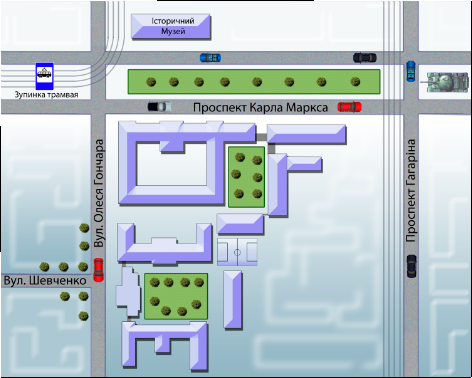 Історичний
Музей
Зупинка трамвая
Проспект Карла Маркса
Вул. Олеся Гончара
Проспект Гагаріна
Вул. Шевченко